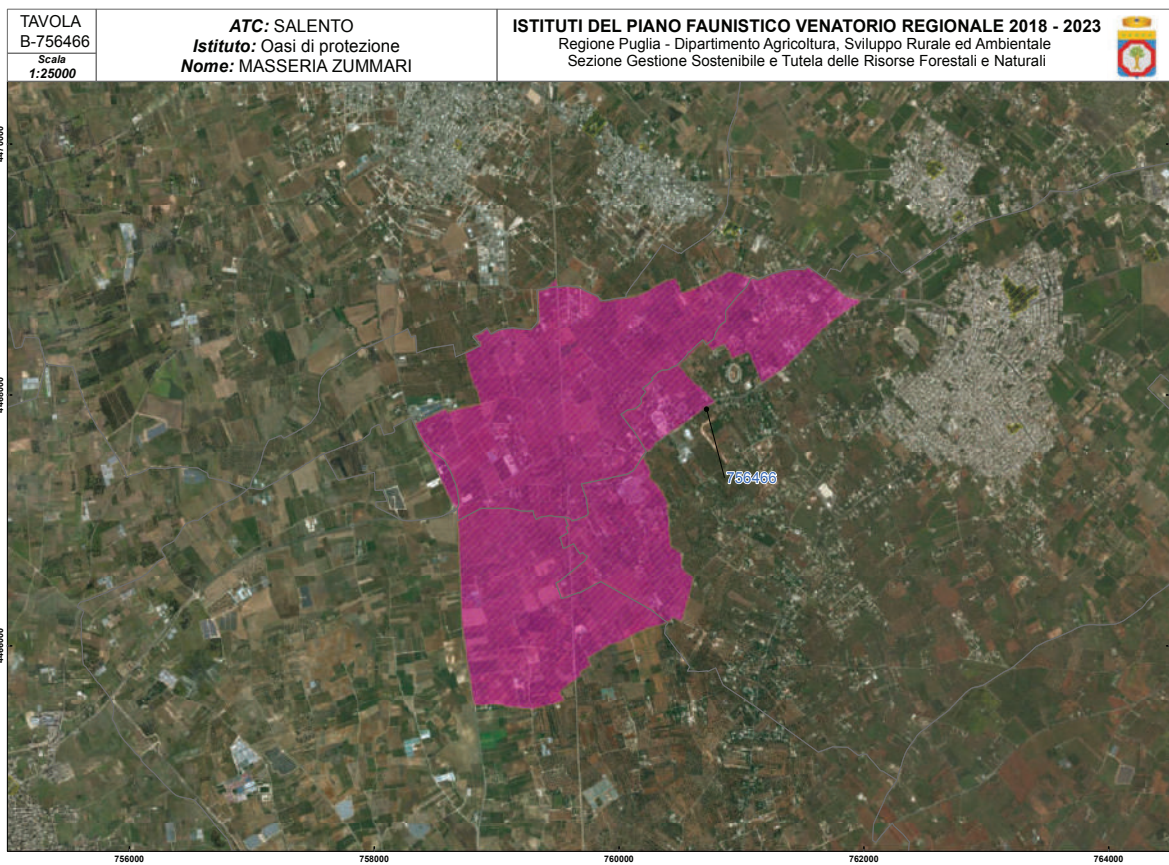 TAVOLA
B-756466
Scala
1:25000
ATC: SALENTO
Istituto: Oasi di protezione
Nome: MASSERIA ZUMMARI
ISTITUTI DEL PIANO FAUNISTICO VENATORIO REGIONALE 2018 - 2023
Regione Puglia - Dipartimento Agricoltura, Sviluppo Rurale ed Ambientale
Sezione Gestione Sostenibile e Tutela delle Risorse Forestali e Naturali
756466
756000
758000
760000
762000
764000